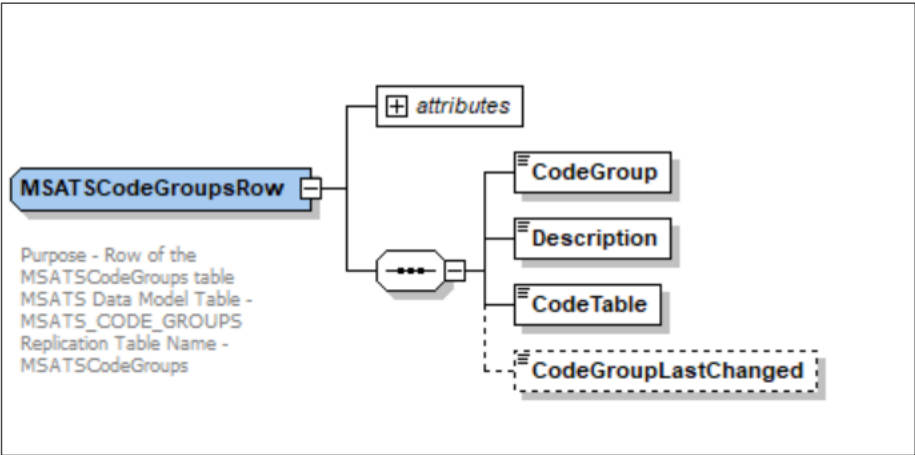 attributes
MSATSCodeGroupsRow
CodeGroup
Description
CodeTable
CodeGroupLastChanged
Purpose - Row of the
MSATSCodeGroups table
MSATS Data Model Table -
MSATS_CODE_GROUPS
Replication Table Name -
MSATSCodeGroups